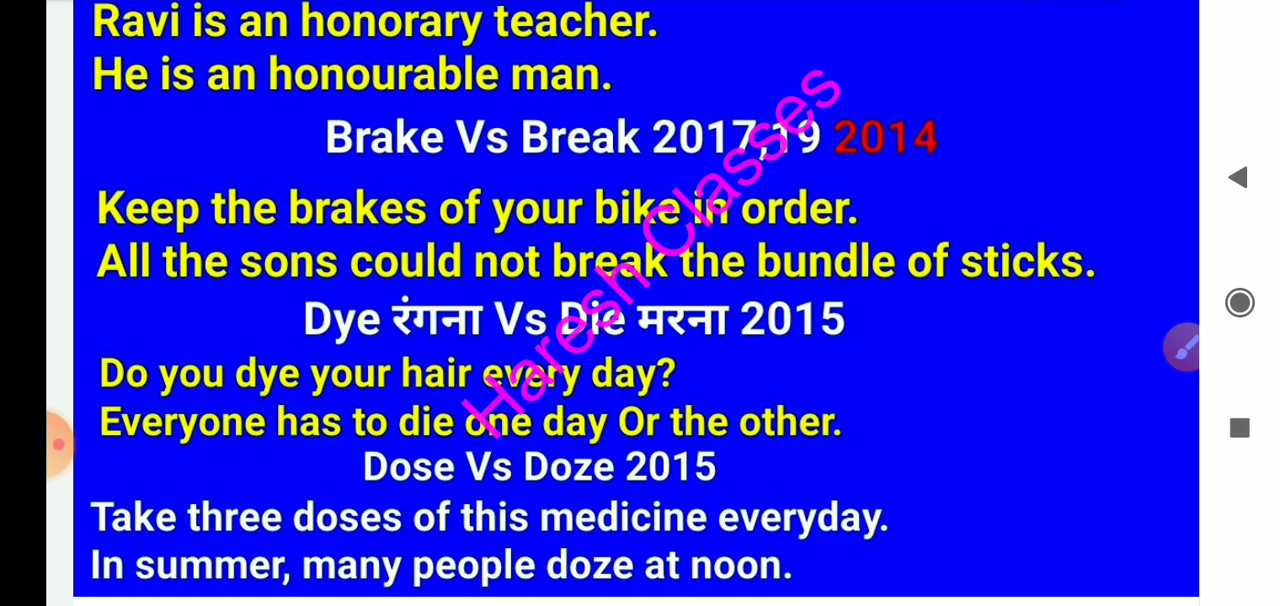 Ravi is an honorary teacher.
He is an honourable man.
Brake Vs Break 2017,19 2014
Keep the brakes of your bike in order.
All the sons could not break the bundle of sticks.
Dye रंगना Vs Die मरना 2015
Do you dye your hair every day?
Everyone has to die one day Or the other.
Dose Vs Doze 2015
Take three doses of this medicine everyday.
In summer, many people doze at noon.
Haresh Classes